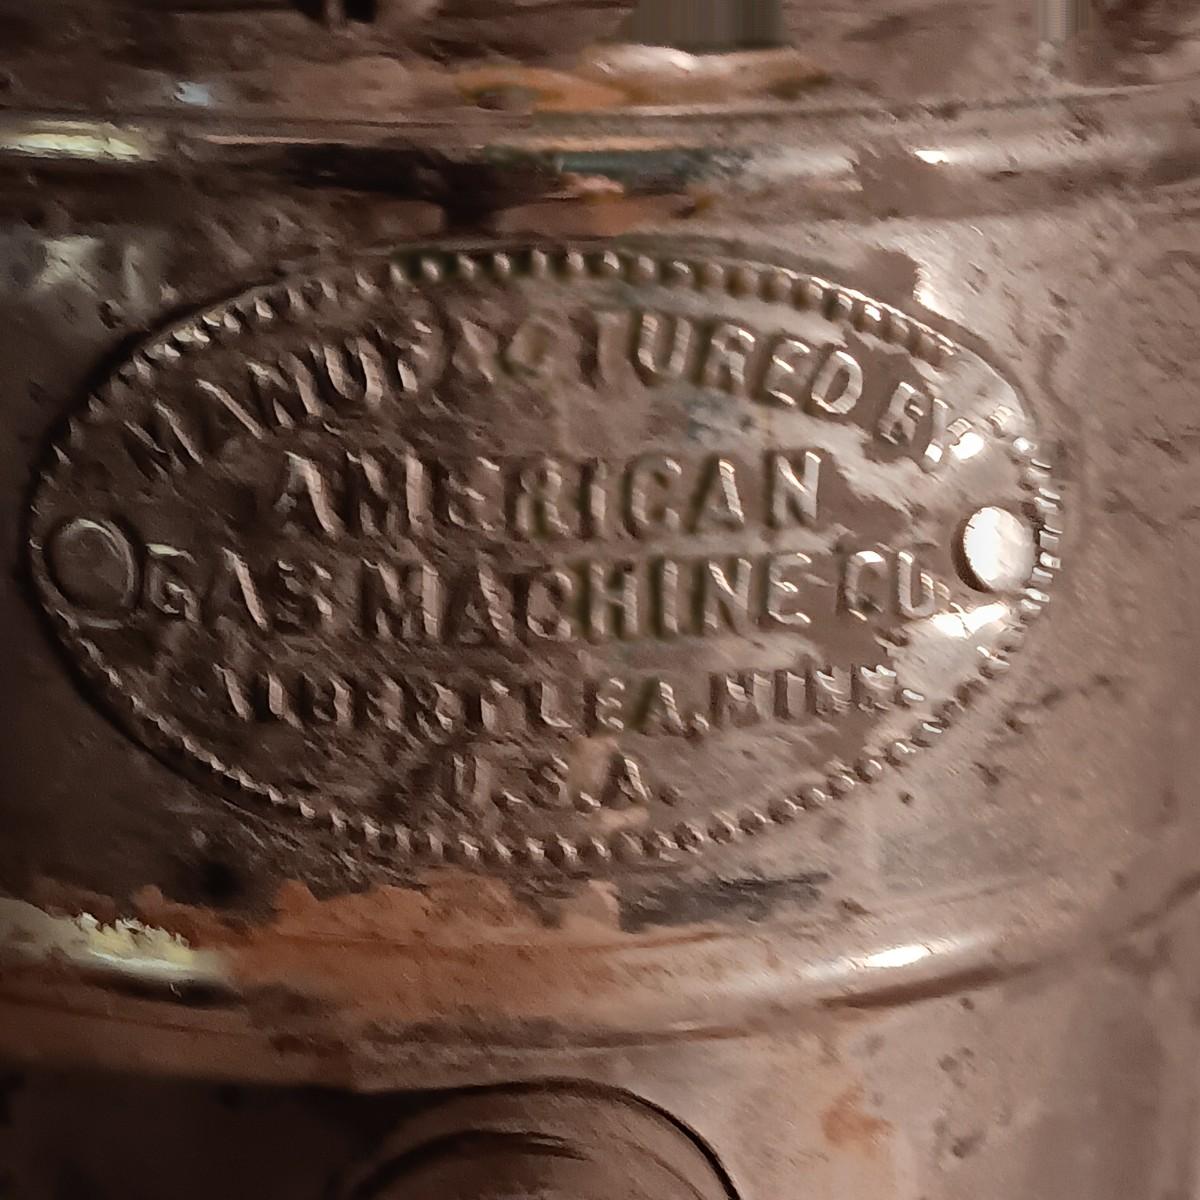 MANUFACTURED BY
AMERICAN
GAS MACHINE CO.
ALBERT LEA, MINN.
U.S.A.